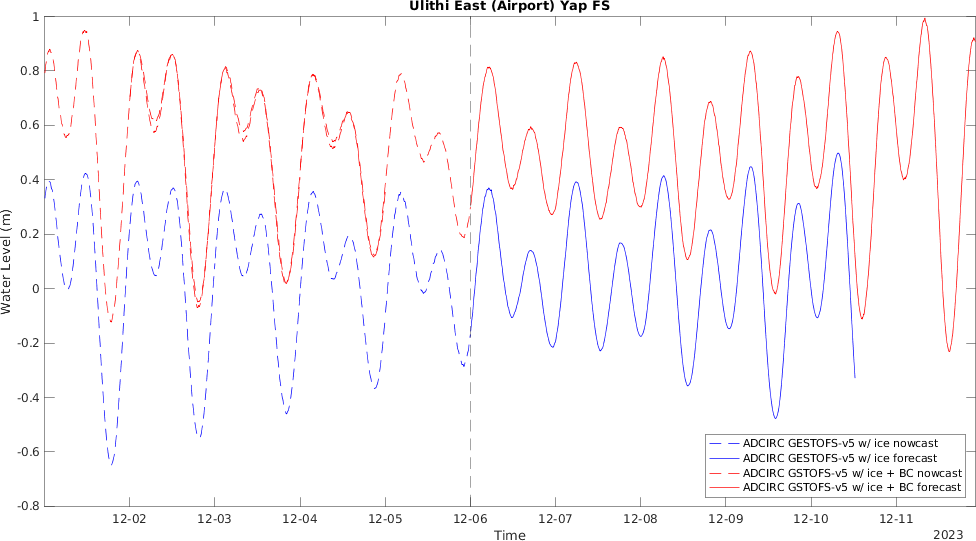 Ulithi East (Airport) Yap FS
1
0.8
0.6
0.4
0.2
0
-0.2
-0.4
-0.6
-0.8
Water Level (m)
ADCIRC GESTOFS-v5 w/ ice nowcast
ADCIRC GESTOFS-v5 w/ ice forecast
ADCIRC GSTOFS-v5 w/ ice + BC nowcast
ADCIRC GSTOFS-v5 w/ ice + BC forecast
12-02 12-03 12-04 12-05 12-06 12-07 12-08 12-09 12-10 12-11
Time
2023